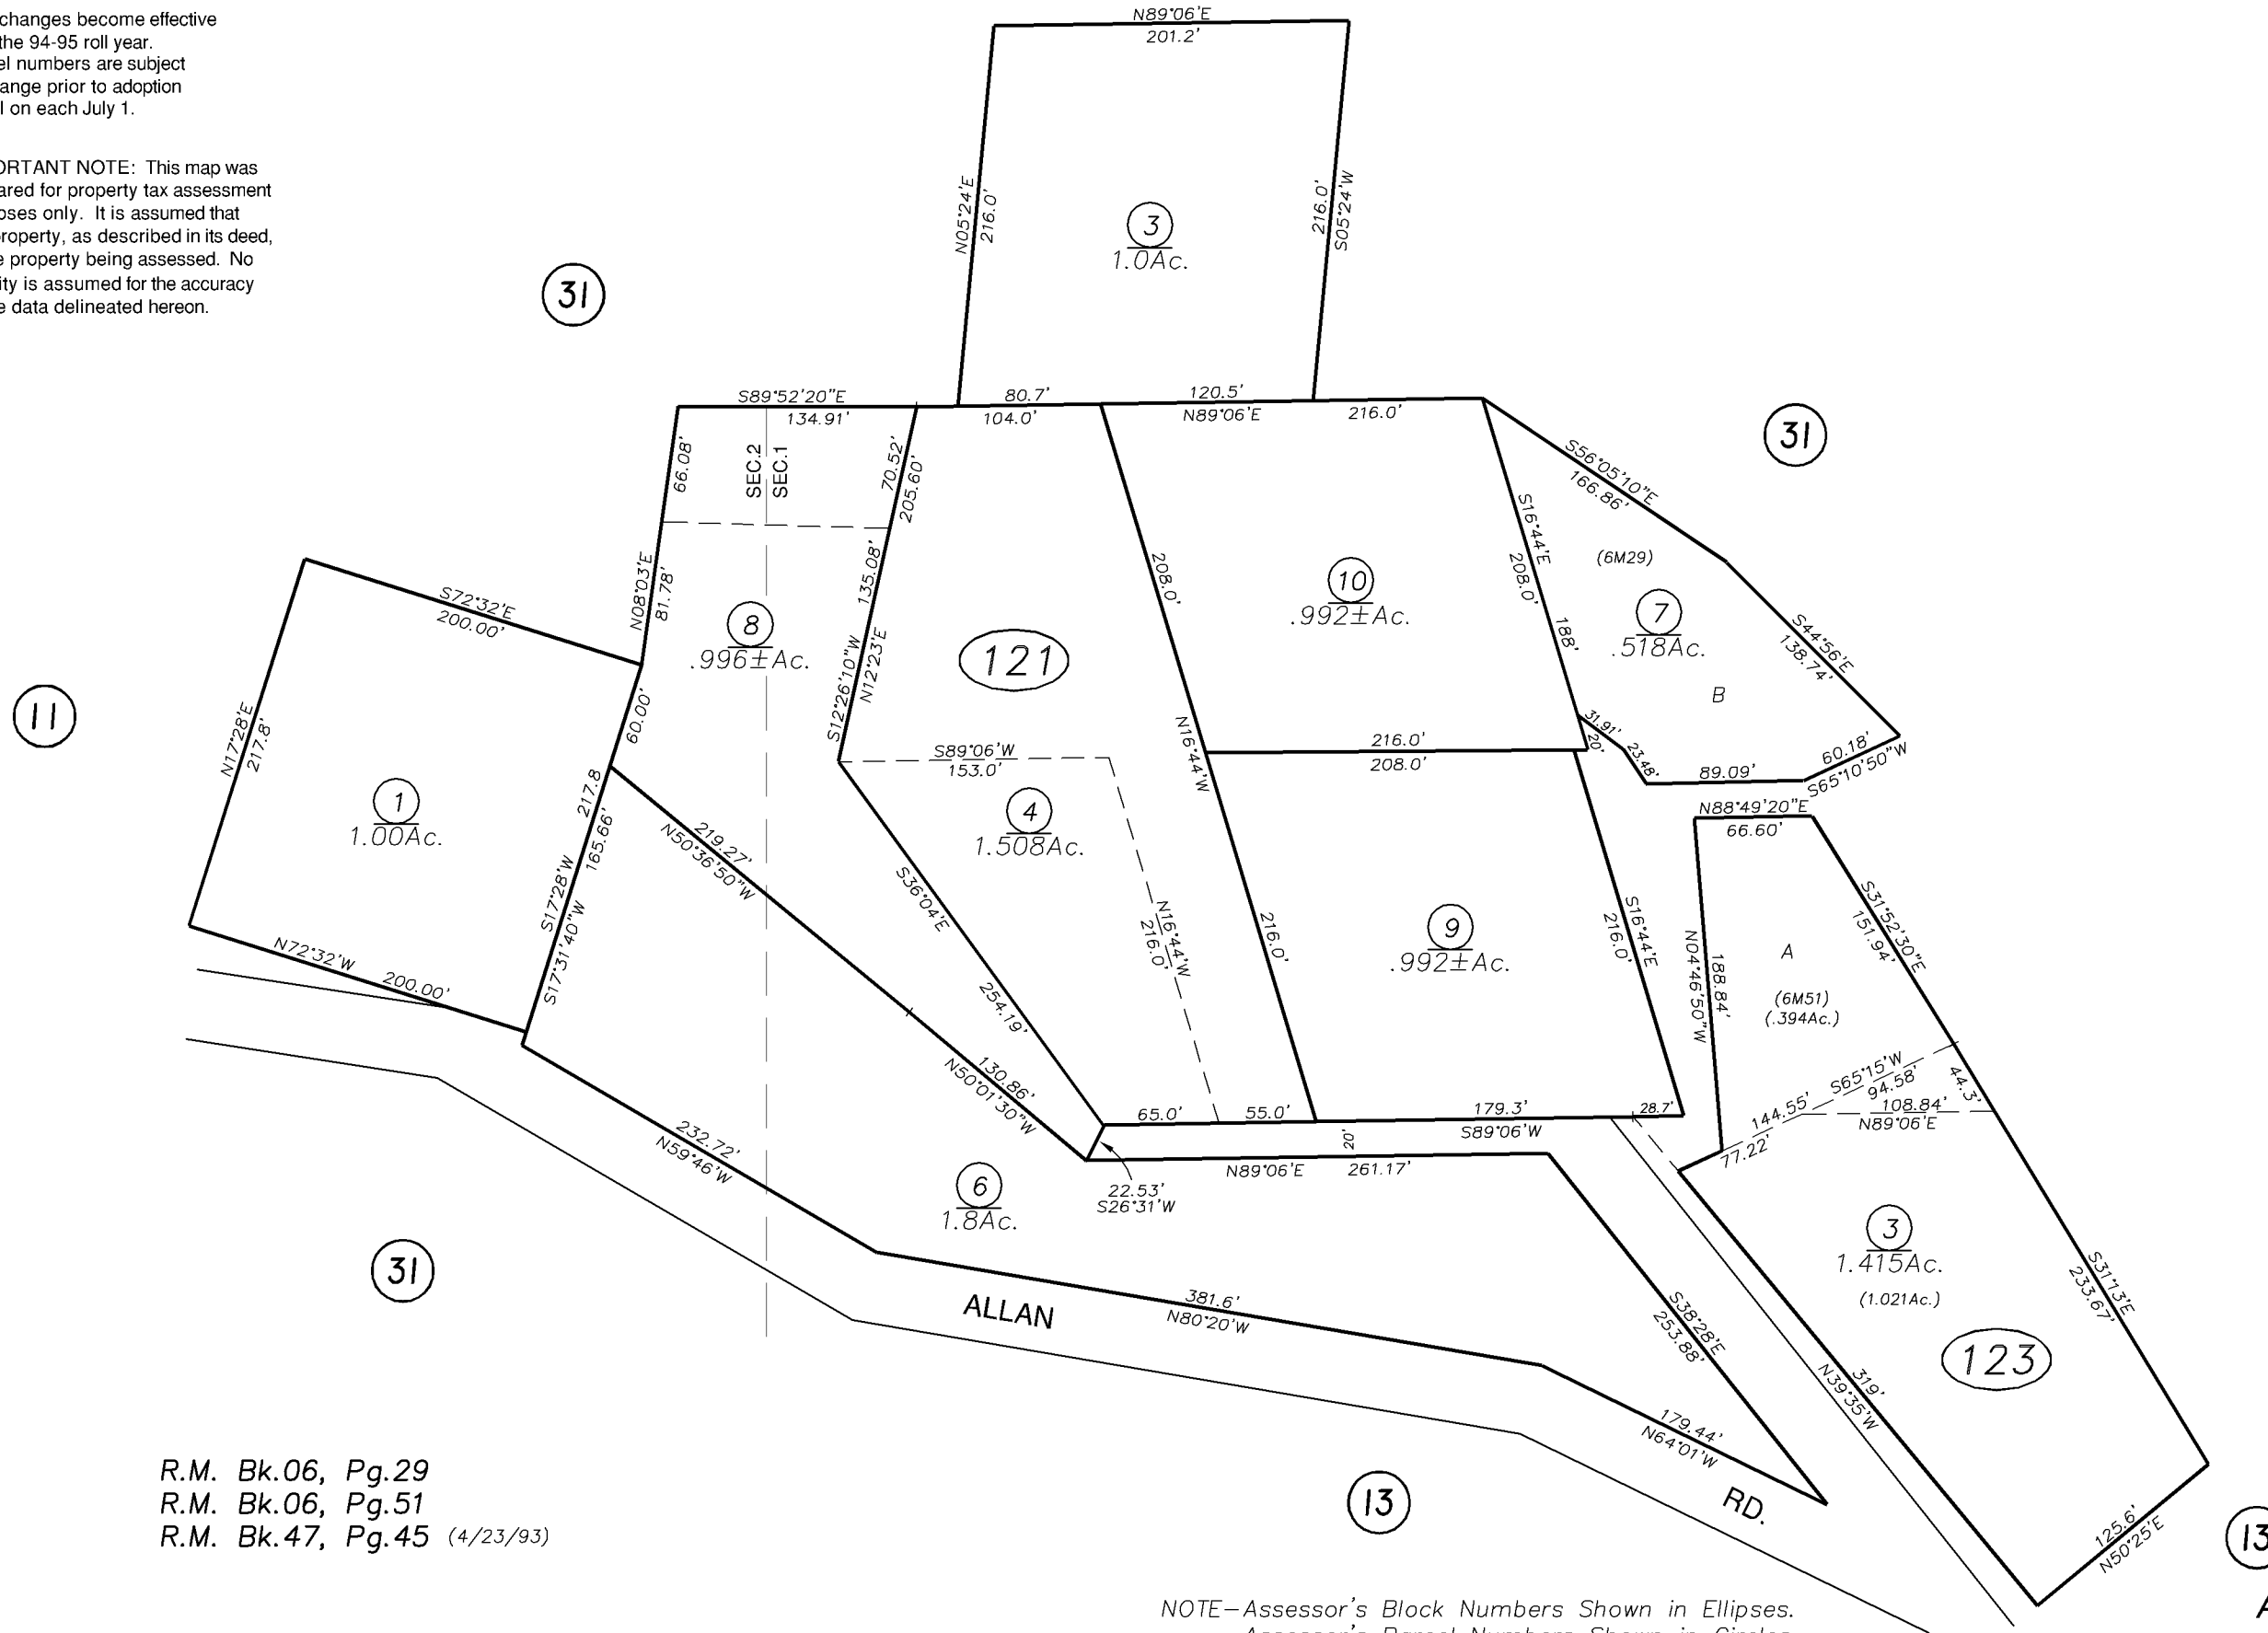 changes become effective
the 94-95 roll year.
el numbers are subject
ange prior to adoption
l on each July 1.
ORTANT NOTE: This map was
ared for property tax assessment
oses only. It is assumed that
roperty, as described in its deed,
e property being assessed. No
ity is assumed for the accuracy
e data delineated hereon.
N89°06'E
201.2'
N05°24'E
216.0'
216.0'
S05°24'W
3
1.0Ac.
31
31
S89°52'20"E
134.91'
80.7'
104.0'
120.5'
N89°06'E
216.0'
66.08'
SEC.2
SEC.1
70.52'
205.60'
N08°03'E
81.78'
135.08'
S12°26'10"W
N12°23'E
8
.996±Ac.
121
208.0'
N16°44'W
10
.992±Ac.
S16°44'E
208.0'
188'
S56°05'10"E
166.86'
(6M29)
7
.518Ac.
B
S44°56'E
138.74'
31.91'
20'
23.48'
89.09'
60.18'
S65°10'50"W
S72°32'E
200.00'
N17°28'E
217.8'
11
1
1.00Ac.
60.00'
217.8
165.66'
S17°28'W
S17°31'40"W
N72°32'W
200.00'
219.27'
N50°36'50"W
S89°06'W
153.0'
4
1.508Ac.
S36°04'E
254.19'
N16°44'W
216.0'
216.0'
216.0'
208.0'
9
.992±Ac.
S16°44'E
216.0'
N88°49'20"E
66.60'
S31°52'30"E
151.94'
N04°46'50"W
188.84'
A
(6M51)
(.394Ac.)
S65°15'W
94.58'
144.55'
77.22'
108.84'
N89°06'E
44.3'
130.86'
N50°01'30"W
65.0'
55.0'
179.3'
28.7'
S89°06'W
20'
N89°06'E
261.17'
22.53'
S26°31'W
232.72'
N59°46'W
6
1.8Ac.
3
1.415Ac.
(1.021Ac.)
S31°13'E
233.67'
123
31
ALLAN
381.6'
N80°20'W
S38°28'E
253.88'
319'
N39°35'W
179.44'
N64°01'W
RD.
125.6'
N50°25'E
13
13
R.M. Bk.06, Pg.29
R.M. Bk.06, Pg.51
R.M. Bk.47, Pg.45 (4/23/93)
NOTE—Assessor's Block Numbers Shown in Ellipses.
Assessor's Parcel Numbers Shown in Circles.